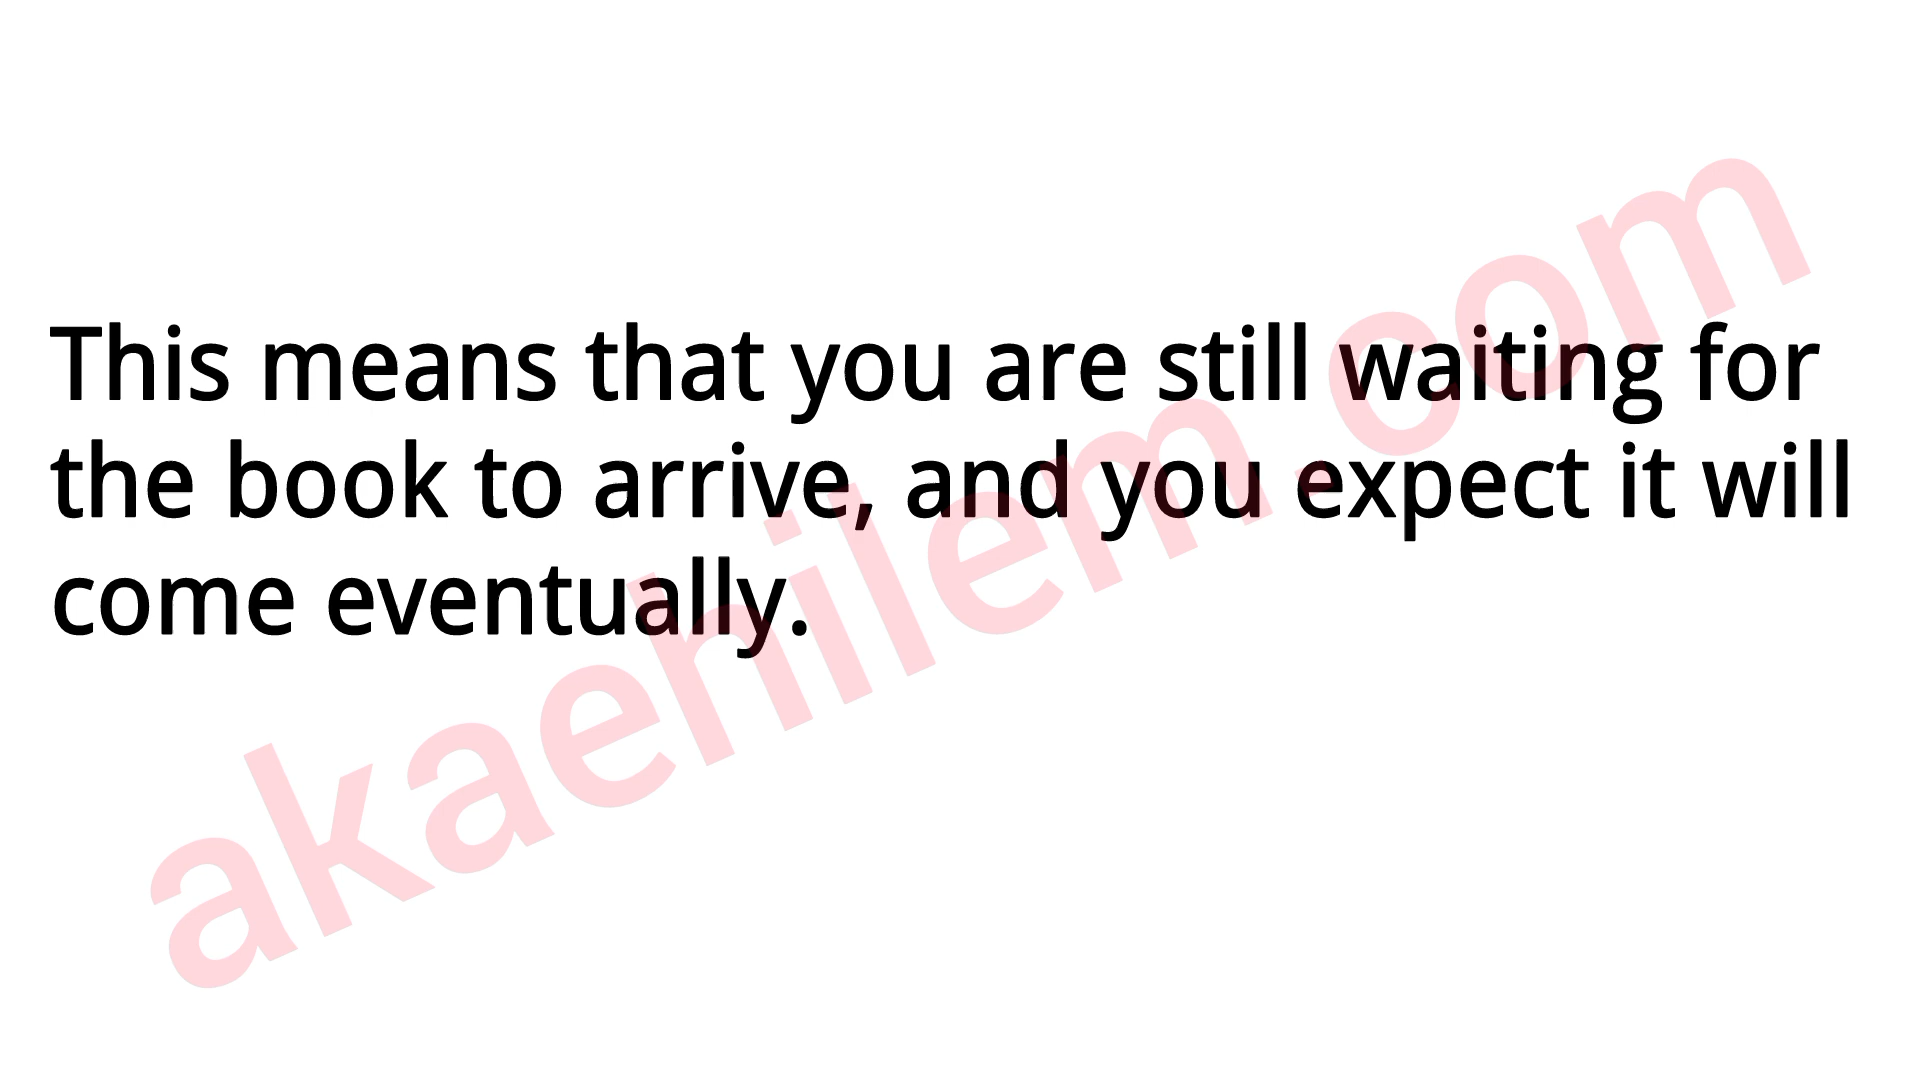 This means that you are still waiting for
the book to arrive, and you expect it will
come eventually.
akaehilem.com